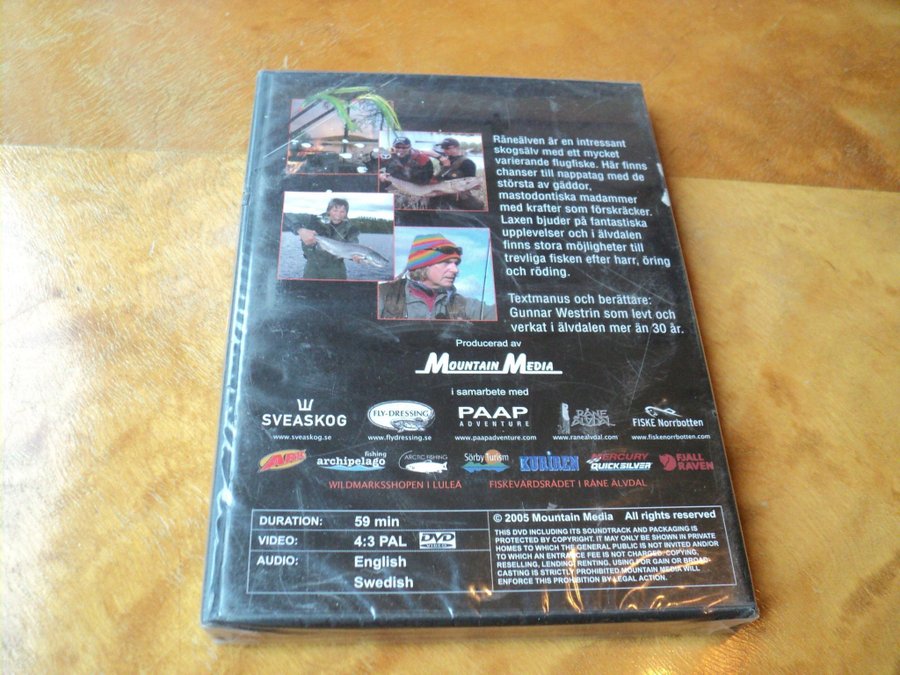 Råneälven är en intressant
skogsälv med ett mycket
varierande flugfiske. Här finns
chanser till nappatag med de
största av gäddor,
mastodontiska madammer
med krafter som förskräcker.
Laxen bjuder på fantastiska
upplevelser och i älvdalen
finns stora möjligheter till
trevliga fisken efter harr, öring
och röding.
Textmanus och berättare:
Gunnar Westrin som levt och
verkat i älvdalen mer än 30 år.
Producerad av
MOUNTAIN MEDIA
i samarbete med
SVEASKOG
www.sveaskog.se
FLY-DRESSING
www.flydressing.se
PAAP
ADVENTURE
www.paapadventure.com
RÅNE
ÄLVDAL
www.ranealvdal.com
FISKE Norrbotten
www.fiskenorrbotten.com
fishing
archipelago
ARCTIC FISHING
Sörby Turism
KURIREN
MERCURY
QUICKSILVER
FJÄLL
RÄVEN
WILDMARKSSHOPEN I LULEÅ
FISKEVÅRDSRÅDET I RÅNE ÄLVDAL
DURATION: 59 min
VIDEO: 4:3 PAL DVD VIDEO
AUDIO: English
Swedish
© 2005 Mountain Media All rights reserved
THIS DVD INCLUDING ITS SOUNDTRACK AND PACKAGING IS
PROTECTED BY COPYRIGHT. IT MAY ONLY BE SHOWN IN PRIVATE
HOMES TO WHICH THE GENERAL PUBLIC IS NOT INVITED AND/OR
TO WHICH AN ENTRANCE FEE IS NOT CHARGED. COPYING,
RESELLING, LENDING, RENTING, USING FOR GAIN OR BROAD-
CASTING IS STRICTLY PROHIBITED. MOUNTAIN MEDIA WILL
ENFORCE THIS PROHIBITION BY LEGAL ACTION.